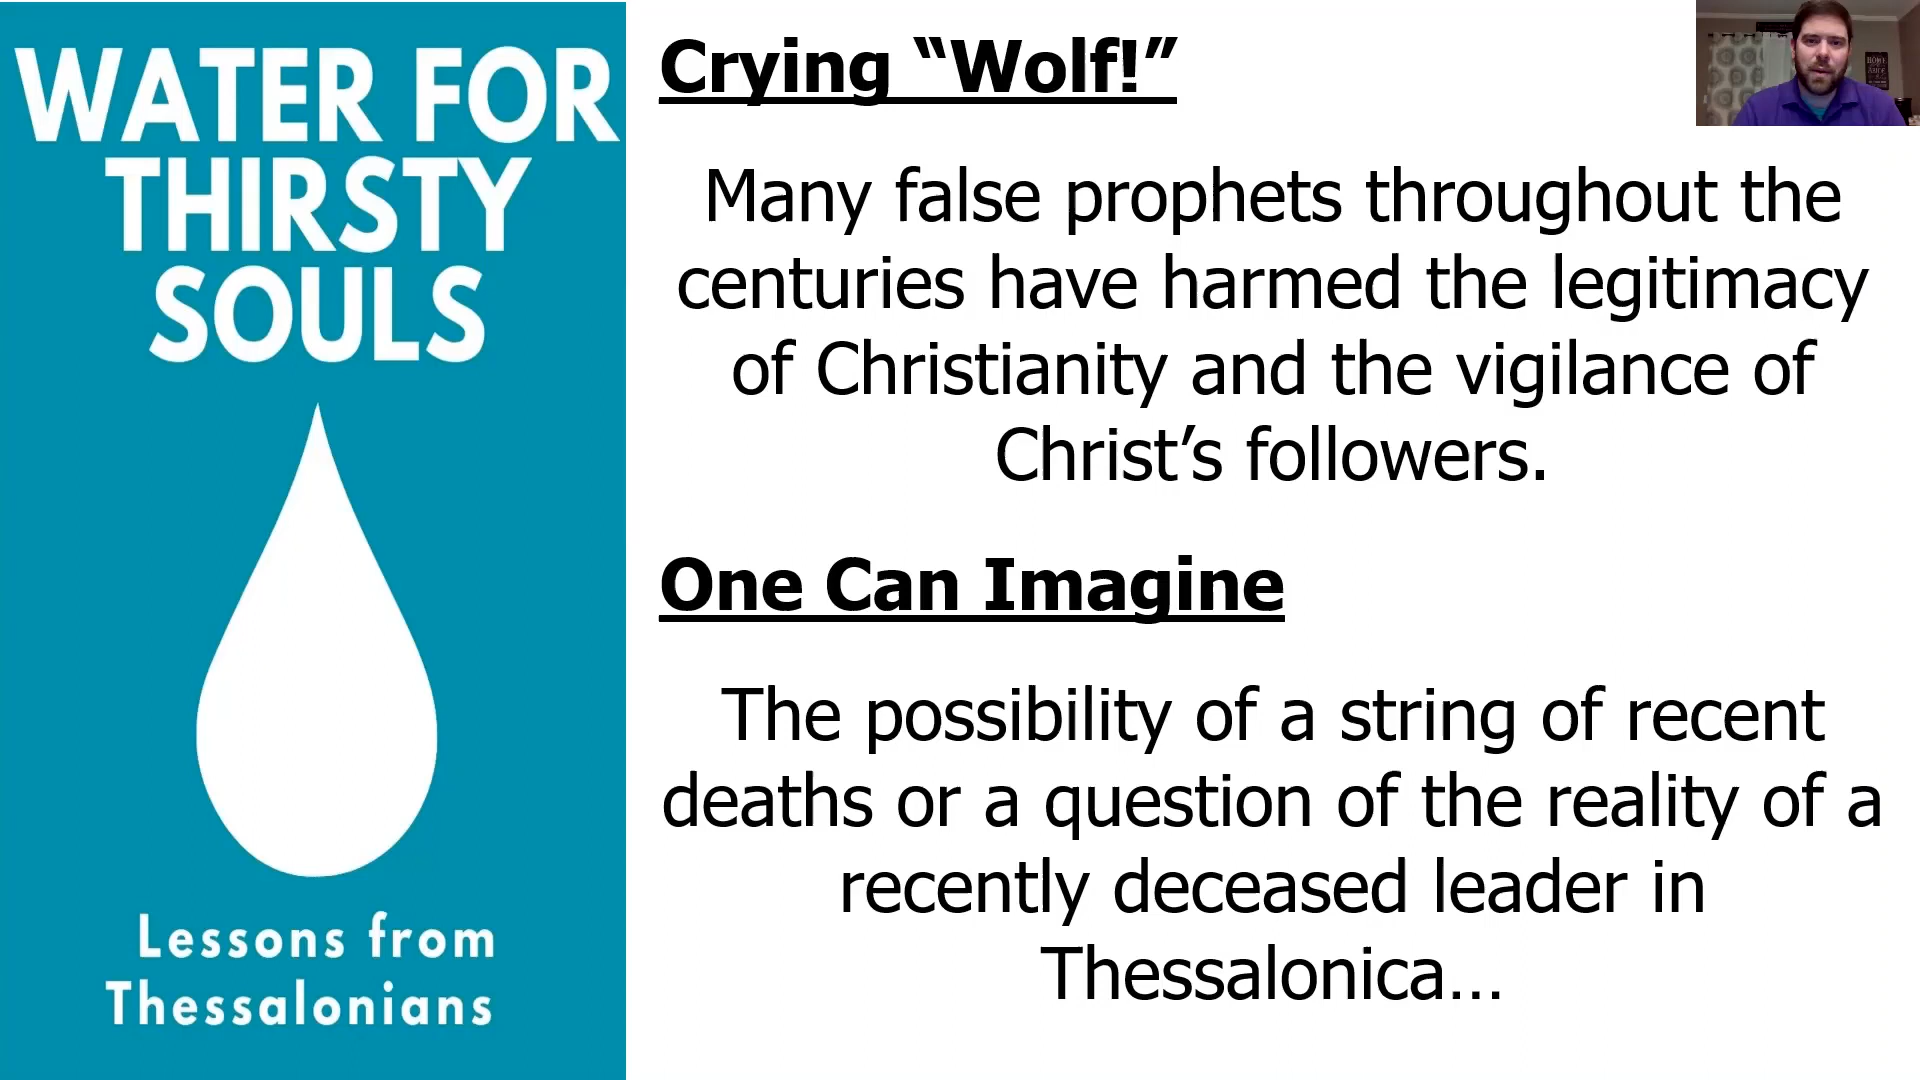 WATER FOR
THIRSTY
SOULS
Lessons from
Thessalonians
Crying “Wolf!”
Many false prophets throughout the
centuries have harmed the legitimacy
of Christianity and the vigilance of
Christ’s followers.
One Can Imagine
The possibility of a string of recent
deaths or a question of the reality of a
recently deceased leader in
Thessalonica…